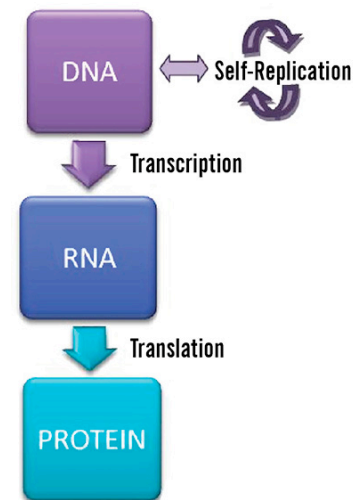 DNA
Self-Replication
Transcription
RNA
Translation
PROTEIN